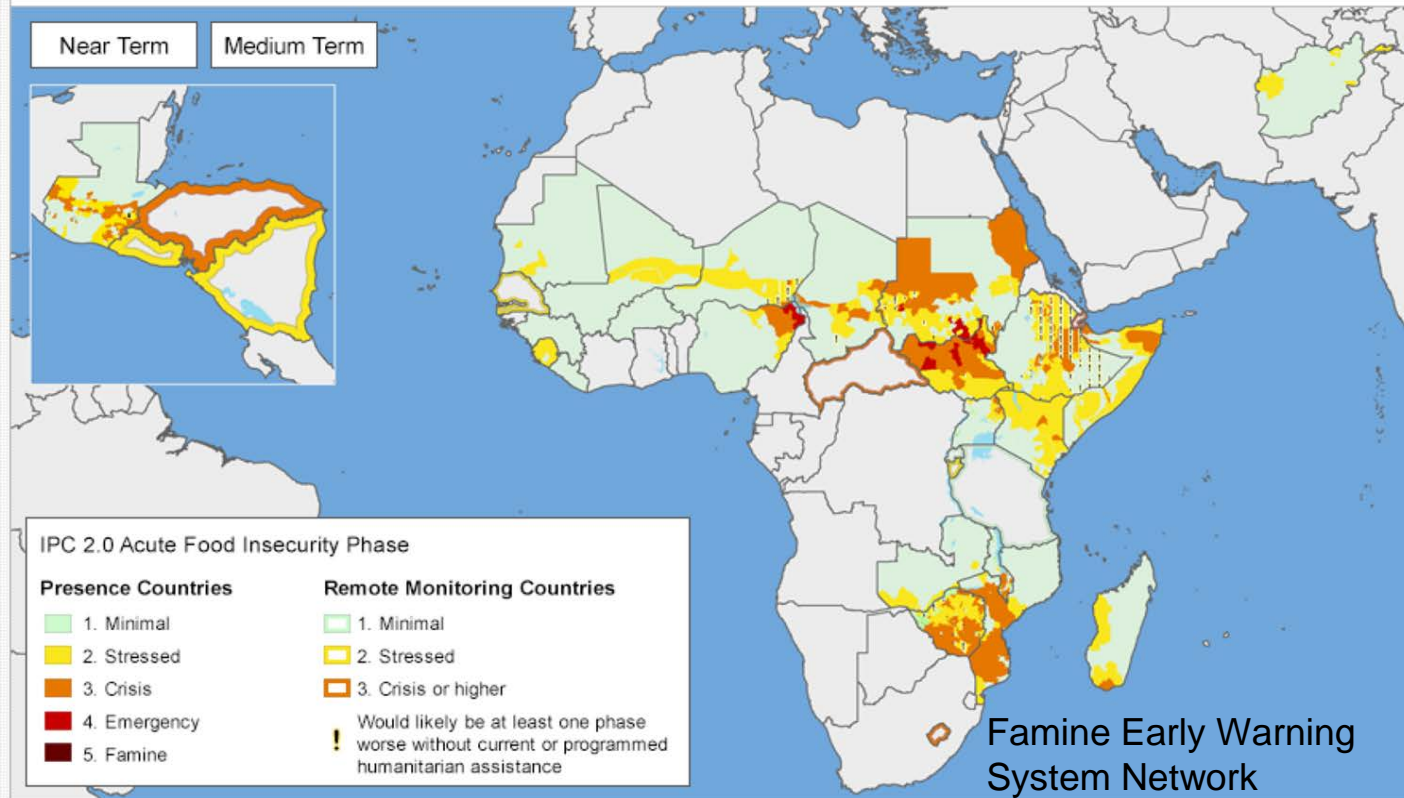 Near Term
Medium Term
IPC 2.0 Acute Food Insecurity Phase
Presence Countries
1. Minimal
2. Stressed
3. Crisis
4. Emergency
5. Famine
Remote Monitoring Countries
1. Minimal
2. Stressed
3. Crisis or higher
! Would likely be at least one phase
worse without current or programmed
humanitarian assistance
Famine Early Warning
System Network